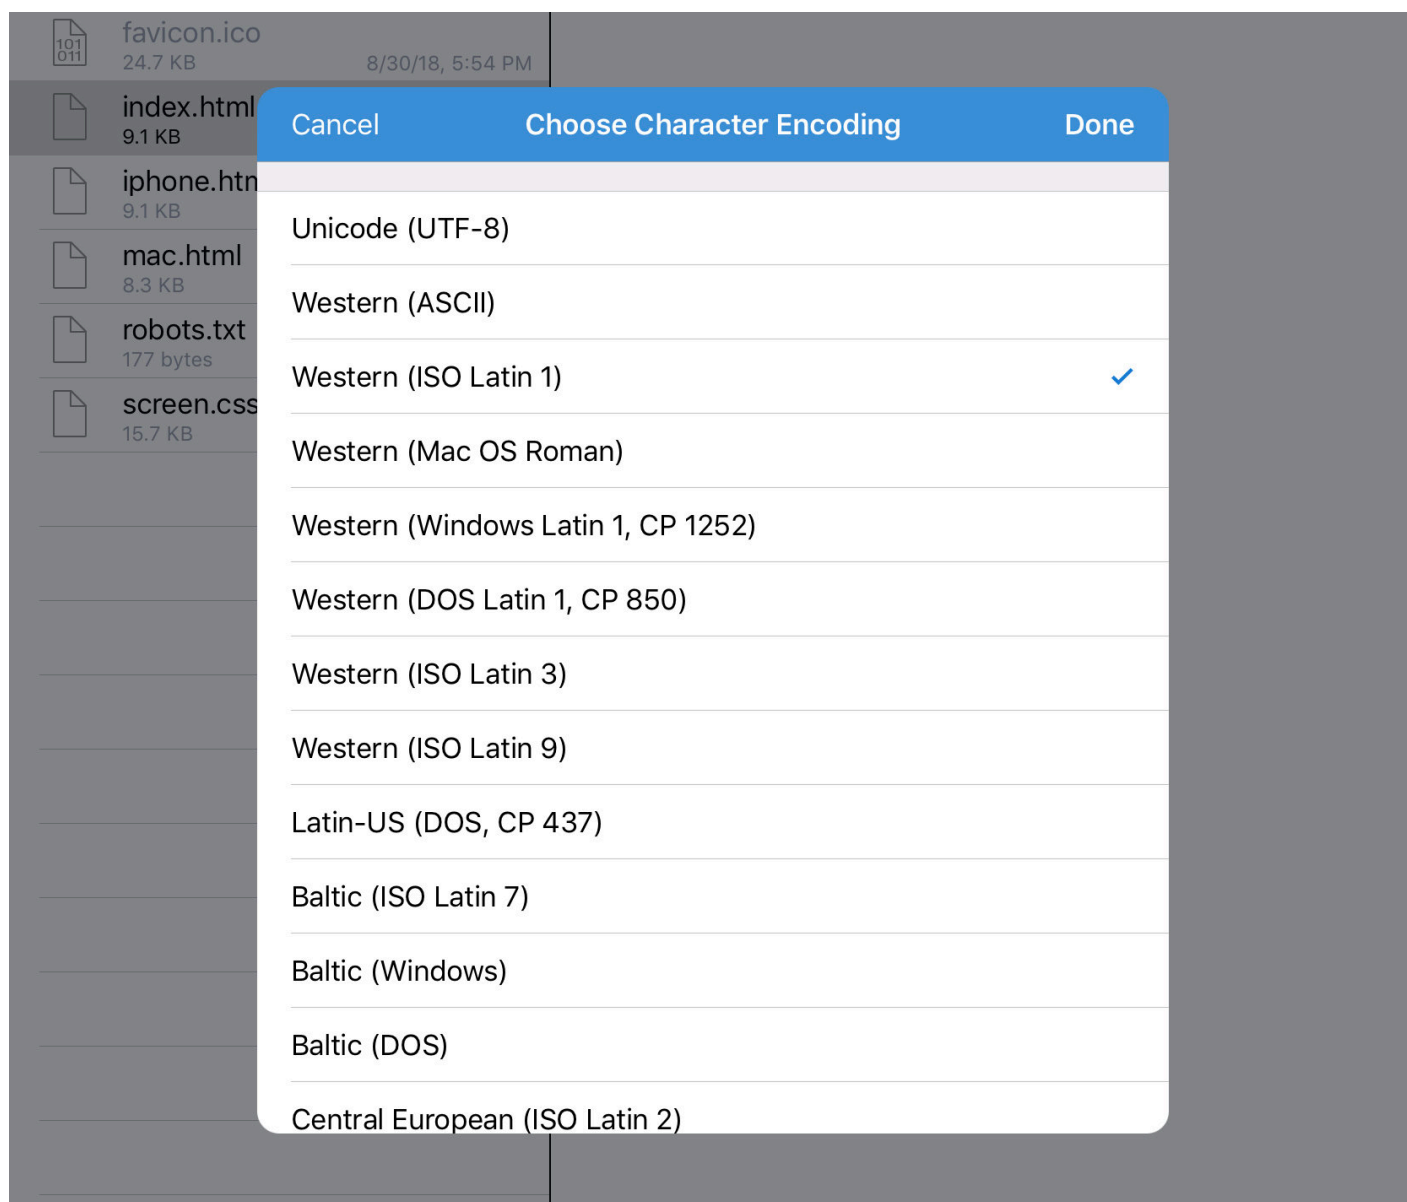 favicon.ico
24.7 KB 8/30/18, 5:54 PM
index.html
9.1 KB
iphone.htm
9.1 KB
mac.html
8.3 KB
robots.txt
177 bytes
screen.css
15.7 KB
101
011
Cancel Choose Character Encoding Done
Unicode (UTF-8)
Western (ASCII)
Western (ISO Latin 1)
Western (Mac OS Roman)
Western (Windows Latin 1, CP 1252)
Western (DOS Latin 1, CP 850)
Western (ISO Latin 3)
Western (ISO Latin 9)
Latin-US (DOS, CP 437)
Baltic (ISO Latin 7)
Baltic (Windows)
Baltic (DOS)
Central European (ISO Latin 2)